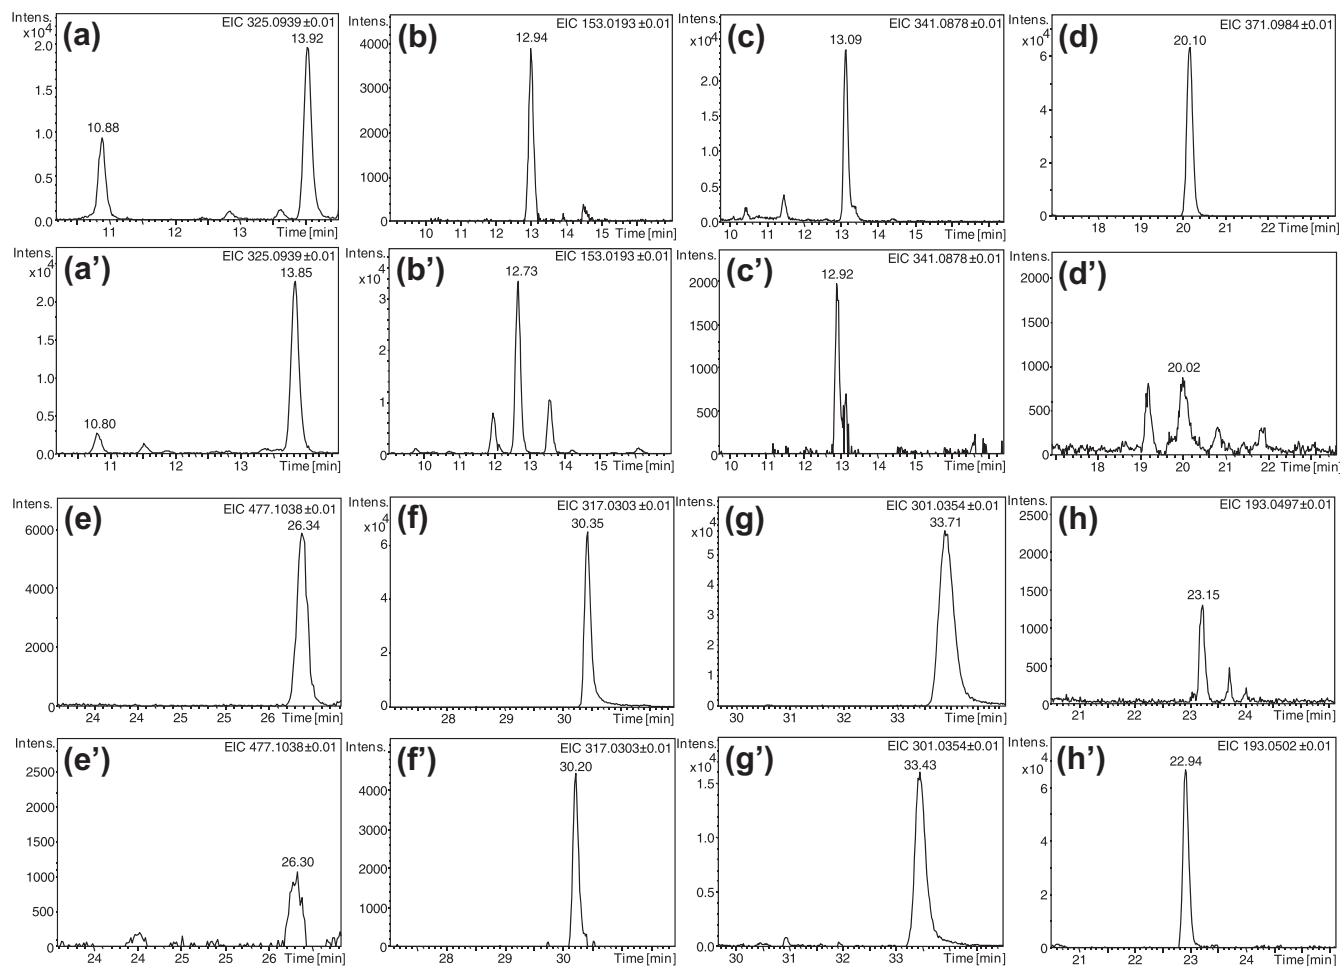 Intens. (a) EIC 325.0939±0.01
x10⁴
13.92
2.0
1.5
10.88
1.0
0.5
0.0
11 12 13 Time [min]
Intens. (b) EIC 153.0193±0.01
12.94
4000
3000
2000
1000
0
10 11 12 13 14 15 Time [min]
Intens. (c) EIC 341.0878±0.01
x10⁴
13.09
2.0
1.5
1.0
0.5
0.0
10 11 12 13 14 15 Time [min]
Intens. (d) EIC 371.0984±0.01
x10⁴
20.10
6
4
2
0
18 19 20 21 22 Time [min]
Intens. (a') EIC 325.0939±0.01
x10⁴
13.85
2.0
1.5
1.0
0.5
10.80
0.0
11 12 13 Time [min]
Intens. (b') EIC 153.0193±0.01
x10⁴
12.73
3
2
1
0
10 11 12 13 14 15 Time [min]
Intens. (c') EIC 341.0878±0.01
12.92
2000
1500
1000
500
0
10 11 12 13 14 15 Time [min]
Intens. (d') EIC 371.0984±0.01
2000
1500
1000
20.02
500
0
18 19 20 21 22 Time [min]
Intens. (e) EIC 477.1038±0.01
26.34
6000
4000
2000
0
24 24 25 25 26 Time [min]
Intens. (f) EIC 317.0303±0.01
x10⁴
30.35
6
4
2
0
28 29 30 Time [min]
Intens. (g) EIC 301.0354±0.01
x10⁴
33.71
5
4
3
2
1
0
30 31 32 33 Time [min]
Intens. (h) EIC 193.0497±0.01
2500
2000
1500
23.15
1000
500
0
21 22 23 24 Time [min]
Intens. (e') EIC 477.1038±0.01
2500
2000
1500
1000
26.30
500
0
24 24 25 26 26 Time [min]
Intens. (f') EIC 317.0303±0.01
30.20
4000
3000
2000
1000
0
28 29 30 Time [min]
Intens. (g') EIC 301.0354±0.01
x10⁴
33.43
1.5
1.0
0.5
0.0
30 31 32 33 Time [min]
Intens. (h') EIC 193.0502±0.01
x10⁴
22.94
6
4
2
0
21 22 23 24 Time [min]